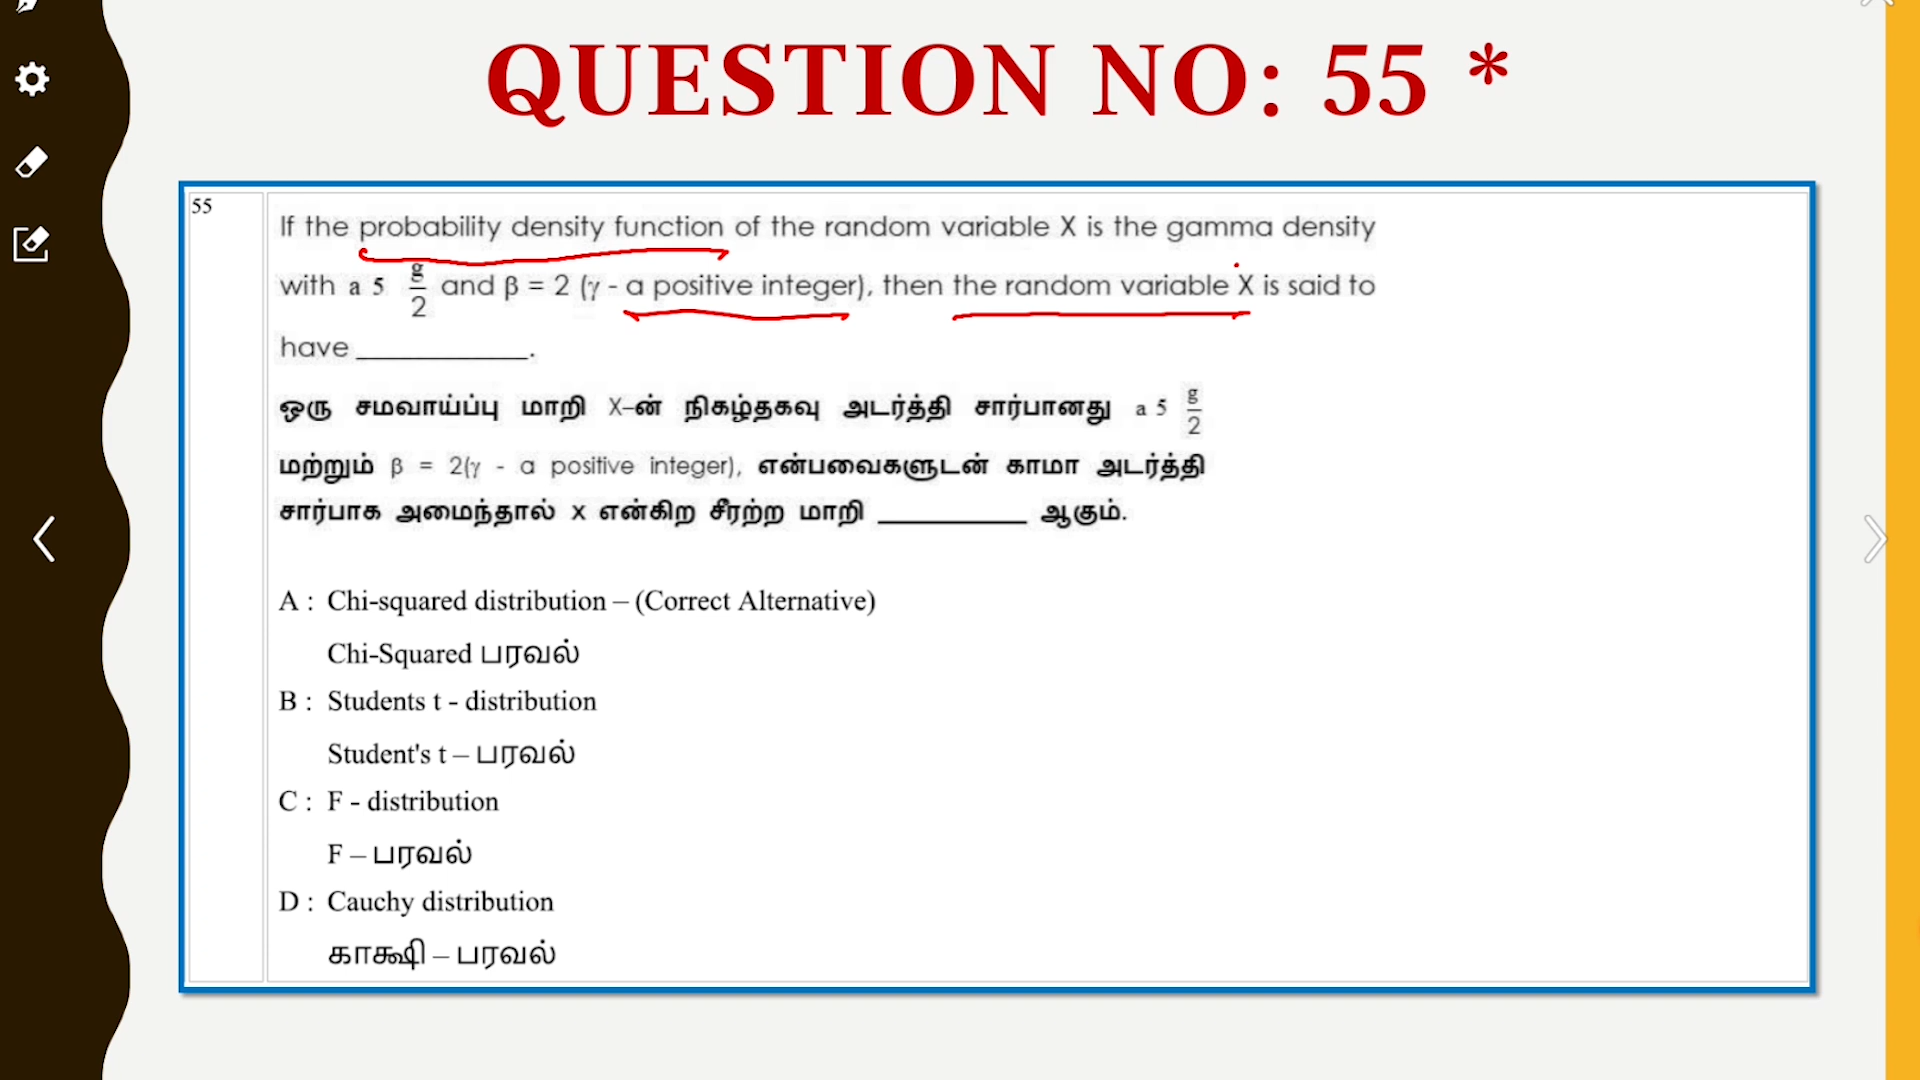 QUESTION NO: 55 *
55
If the probability density function of the random variable X is the gamma density
with a 5 g/2 and β = 2 (γ - a positive integer), then the random variable X is said to
have ___________.
ஒரு சமவாய்ப்பு மாறி X–ன் நிகழ்தகவு அடர்த்தி சார்பானது a 5 g/2
மற்றும் β = 2(γ - a positive integer), என்பவைகளுடன் காமா அடர்த்தி
சார்பாக அமைந்தால் x என்கிற சீரற்ற மாறி ___________ ஆகும்.
A : Chi-squared distribution – (Correct Alternative)
Chi-Squared பரவல்
B : Students t - distribution
Student's t – பரவல்
C : F - distribution
F – பரவல்
D : Cauchy distribution
காக்ஷி – பரவல்